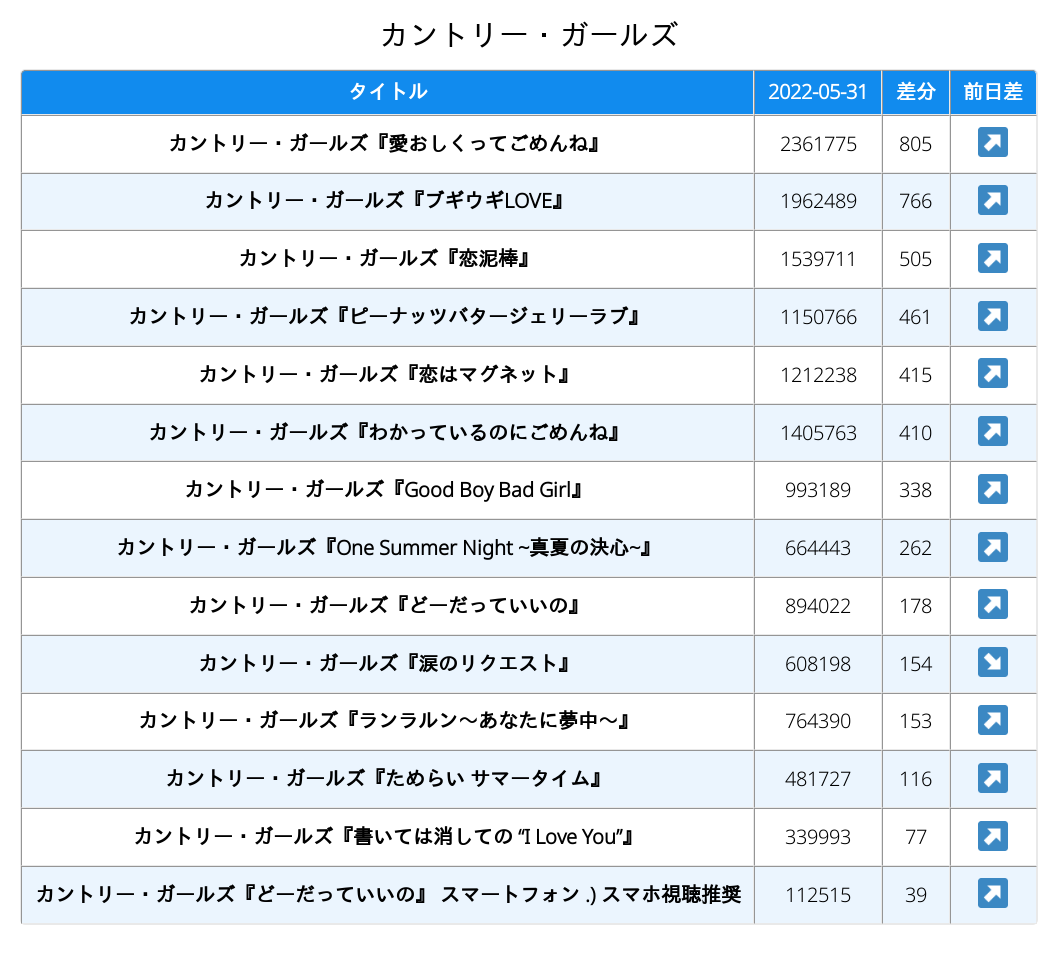 カントリー・ガールズ
タイトル 2022-05-31 差分 前日差
カントリー・ガールズ『愛おしくってごめんね』 2361775 805
カントリー・ガールズ『ブギウギLOVE』 1962489 766
カントリー・ガールズ『恋泥棒』 1539711 505
カントリー・ガールズ『ピーナッツバタージェリーラブ』 1150766 461
カントリー・ガールズ『恋はマグネット』 1212238 415
カントリー・ガールズ『わかっているのにごめんね』 1405763 410
カントリー・ガールズ『Good Boy Bad Girl』 993189 338
カントリー・ガールズ『One Summer Night ~真夏の決心~』 664443 262
カントリー・ガールズ『どーだっていいの』 894022 178
カントリー・ガールズ『涙のリクエスト』 608198 154
カントリー・ガールズ『ランラルン～あなたに夢中～』 764390 153
カントリー・ガールズ『ためらい サマータイム』 481727 116
カントリー・ガールズ『書いては消しての “I Love You”』 339993 77
カントリー・ガールズ『どーだっていいの』 スマートフォン .) スマホ視聴推奨 112515 39